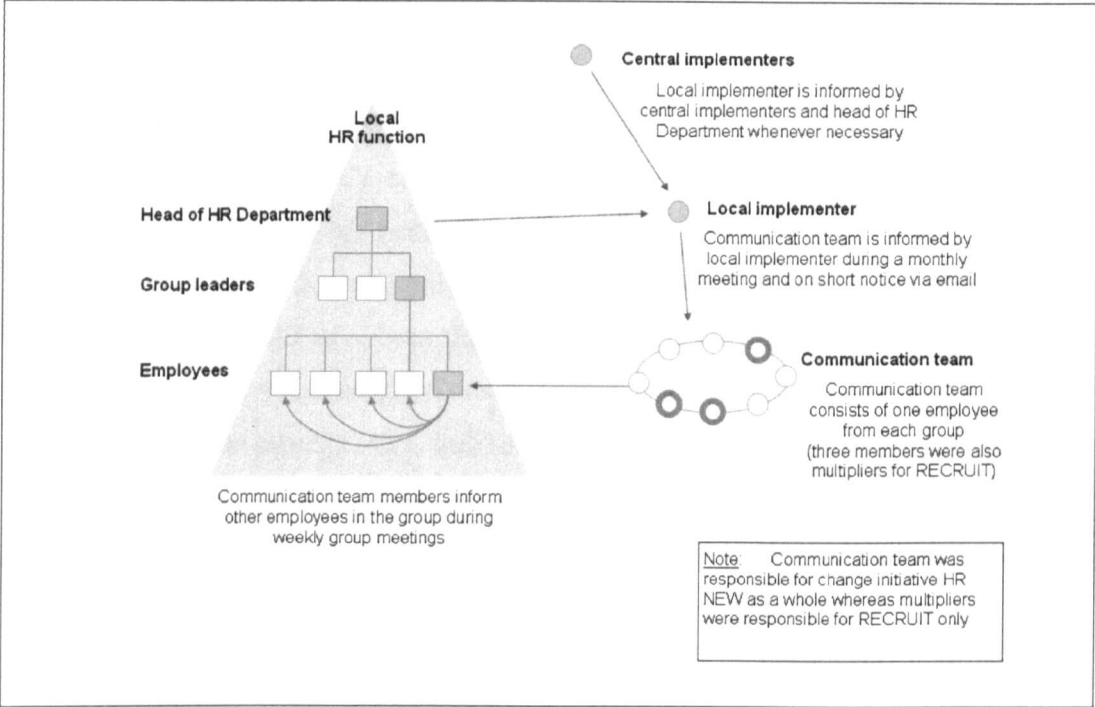 Central implementers
Local implementer is informed by
central implementers and head of HR
Department whenever necessary
Local
HR function
Head of HR Department
Local implementer
Communication team is informed by
local implementer during a monthly
meeting and on short notice via email
Group leaders
Employees
Communication team
Communication team
consists of one employee
from each group
(three members were also
multipliers for RECRUIT)
Communication team members inform
other employees in the group during
weekly group meetings
Note: Communication team was
responsible for change initiative HR
NEW as a whole whereas multipliers
were responsible for RECRUIT only